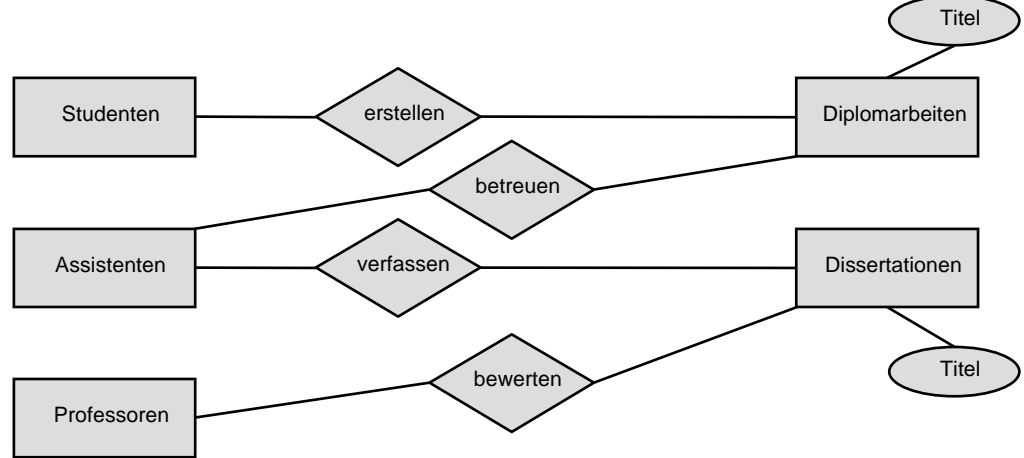 Titel
Studenten
erstellen
Diplomarbeiten
betreuen
Assistenten
verfassen
Dissertationen
Titel
bewerten
Professoren